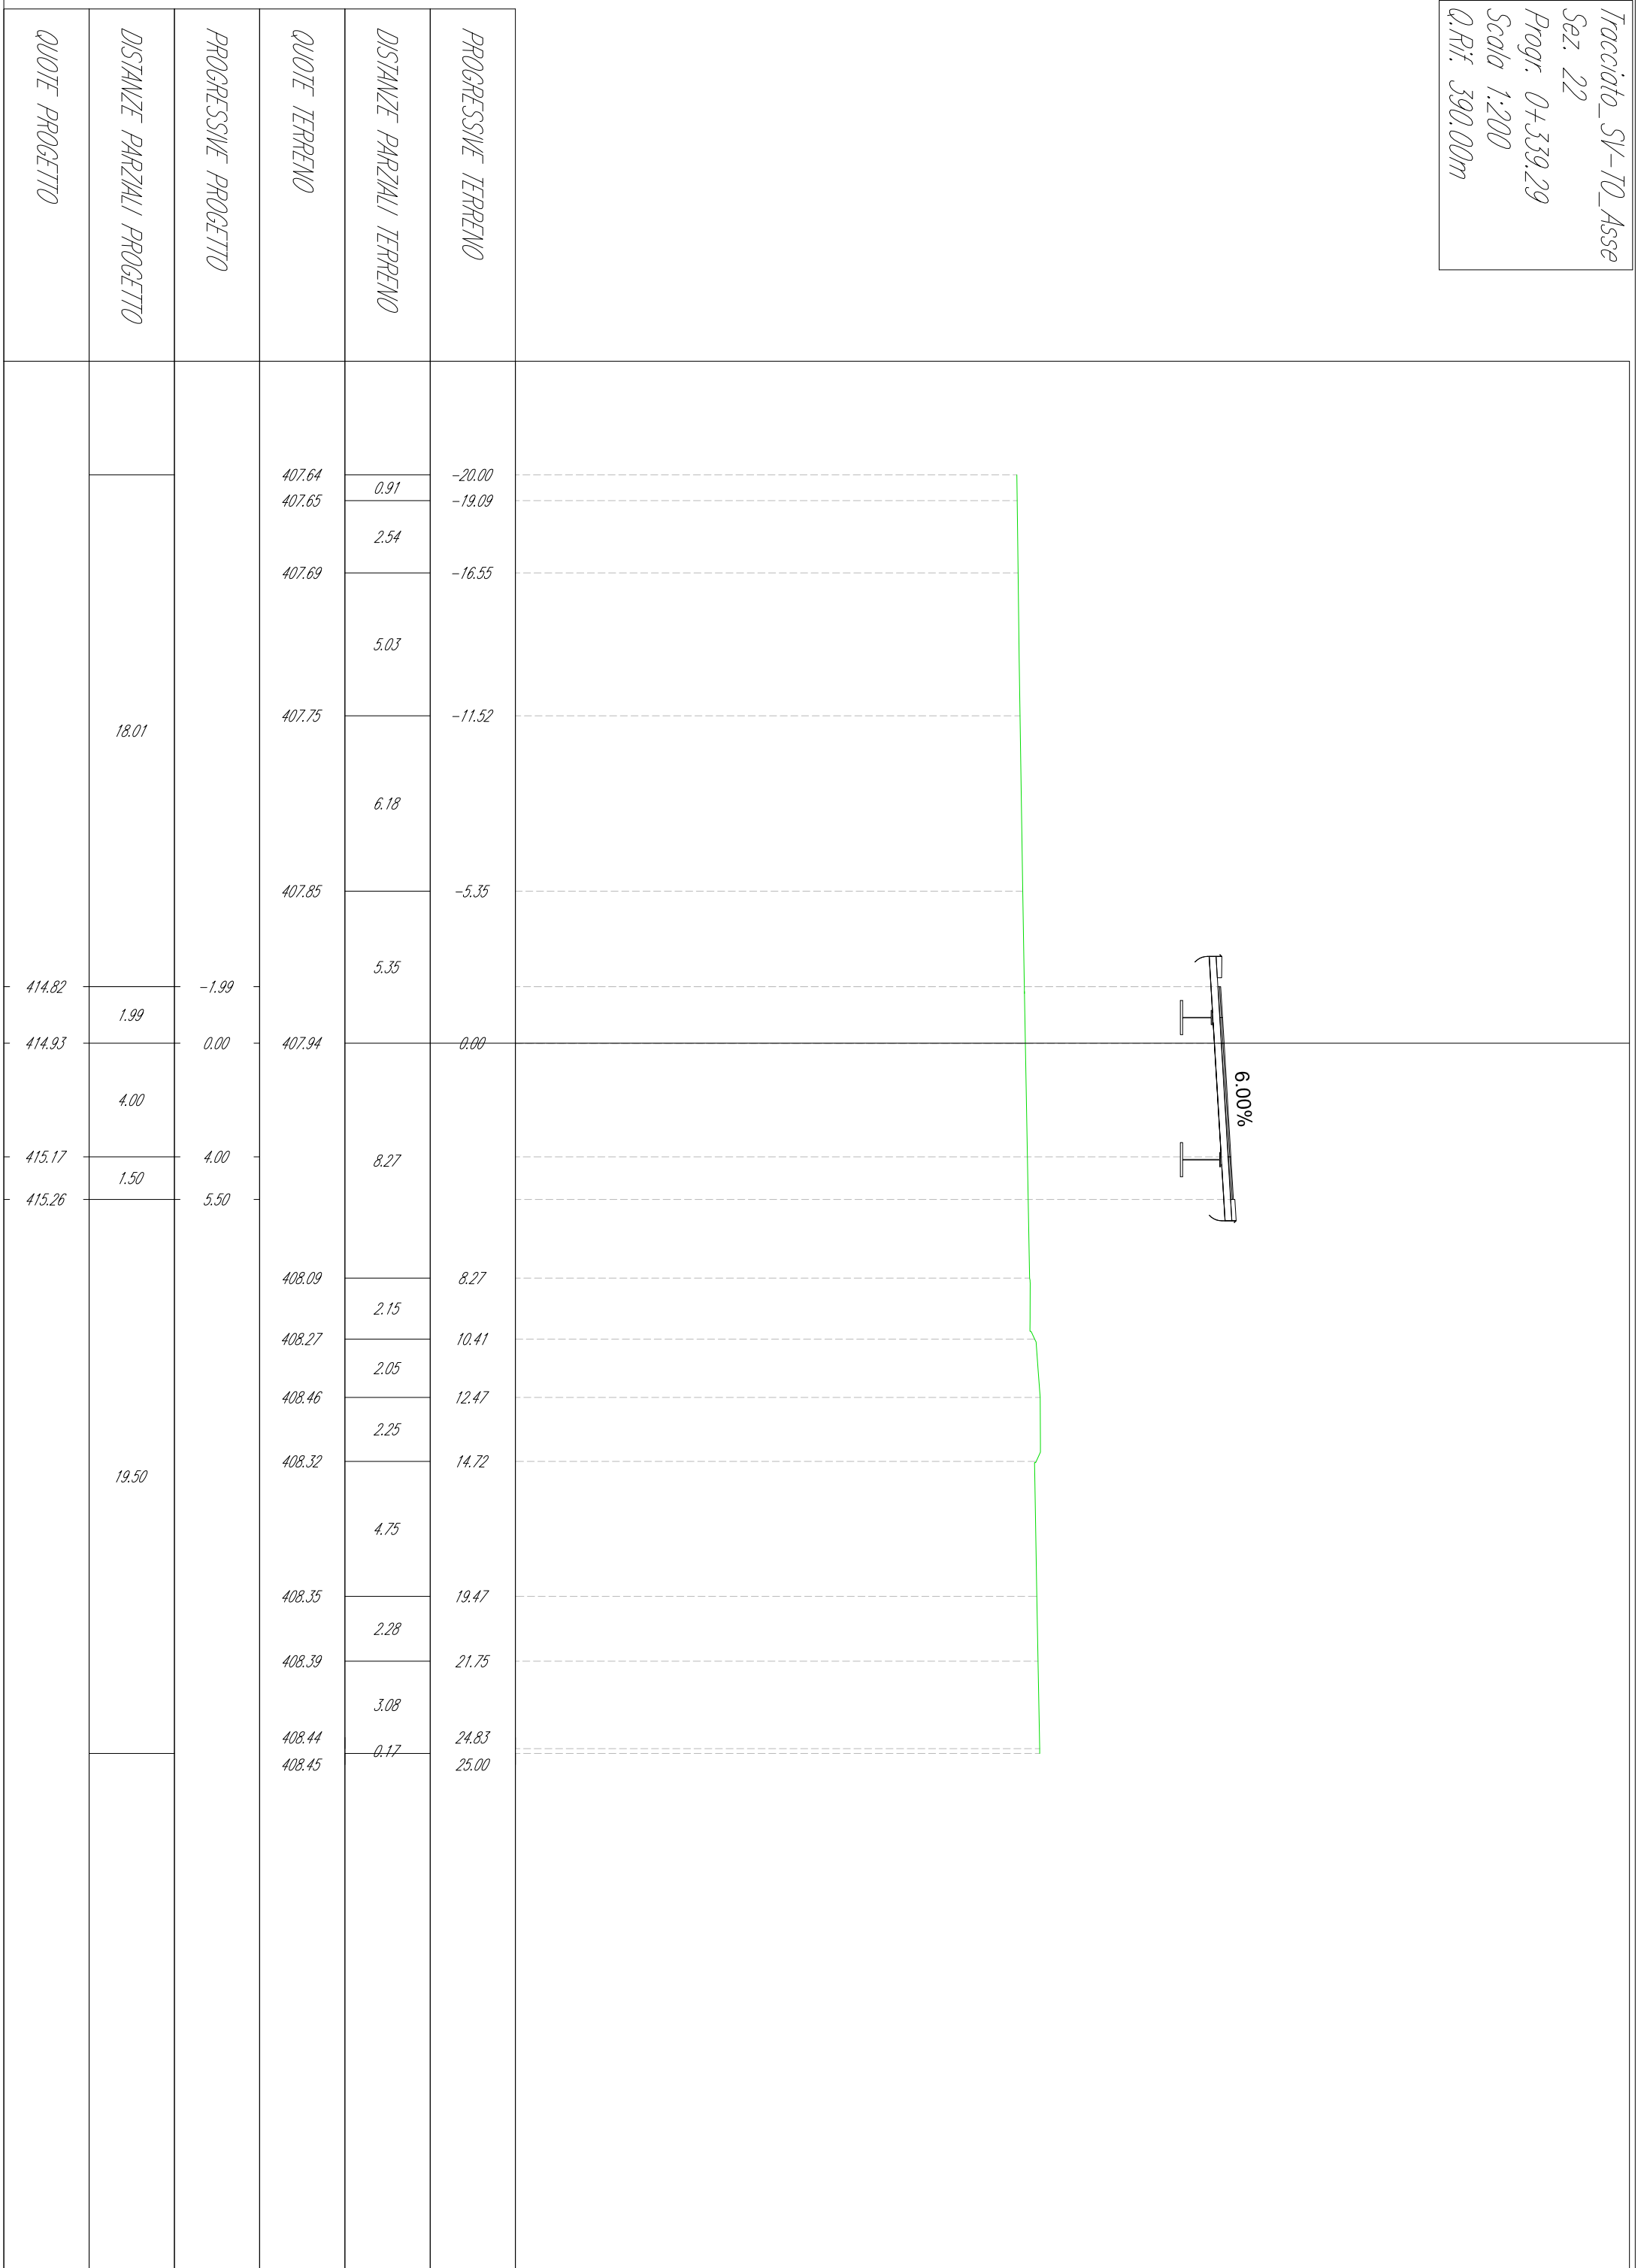 Tracciato_SV-TO_Asse
Sez. 22
Progr. 0+339.29
Scala 1:200
Q.Rif. 390.00m
6.00%
PROGRESSIVE TERRENO
-20.00 -19.09 -16.55 -11.52 -5.35 0.00 8.27 10.41 12.47 14.72 19.47 21.75 24.83 25.00
DISTANZE PARZIALI TERRENO
0.91 2.54 5.03 6.18 5.35 8.27 2.15 2.05 2.25 4.75 2.28 3.08 0.17
QUOTE TERRENO
407.64 407.65 407.69 407.75 407.85 407.94 408.09 408.27 408.46 408.32 408.35 408.39 408.44 408.45
PROGRESSIVE PROGETTO
-1.99 0.00 4.00 5.50
DISTANZE PARZIALI PROGETTO
18.01 1.99 4.00 1.50 19.50
QUOTE PROGETTO
414.82 414.93 415.17 415.26